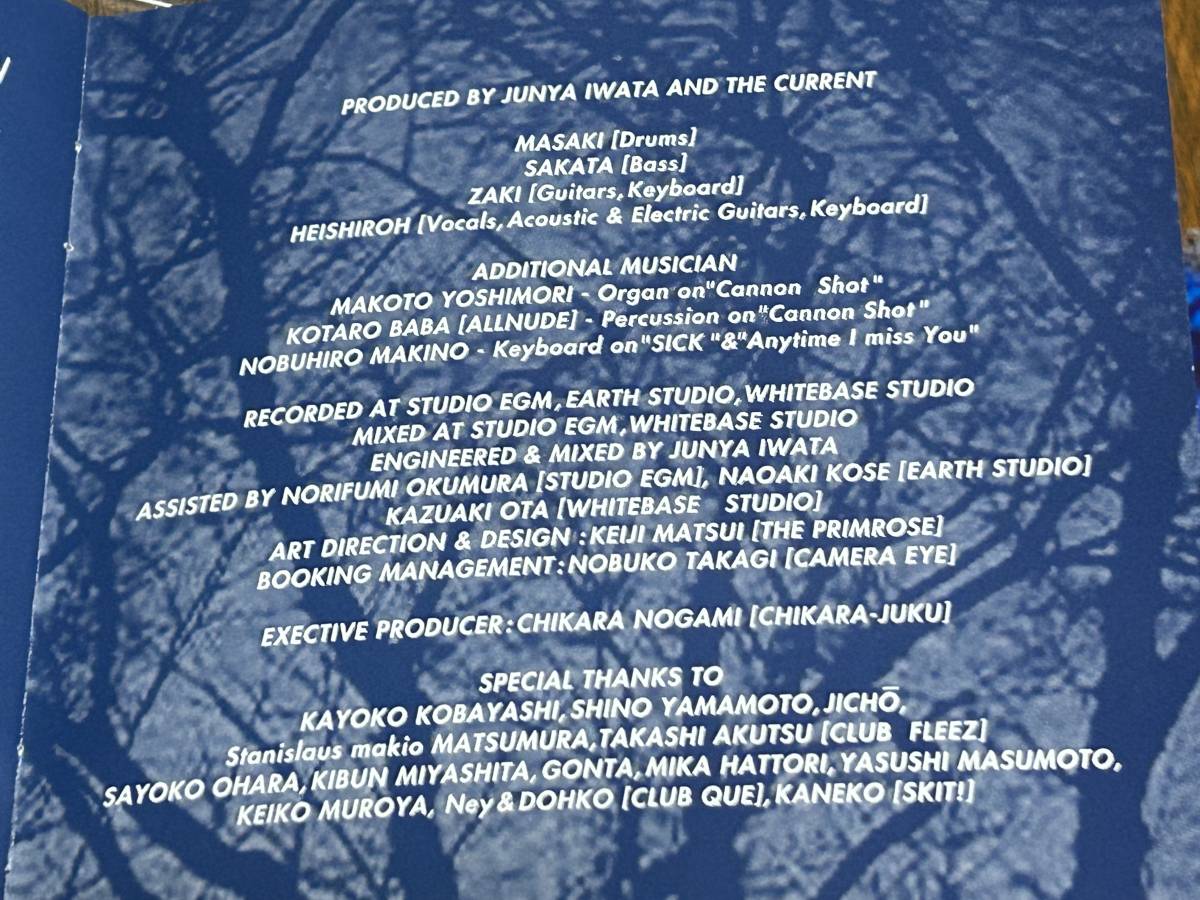 PRODUCED BY JUNYA IWATA AND THE CURRENT
MASAKI [Drums]
SAKATA [Bass]
ZAKI [Guitars, Keyboard]
HEISHIROH [Vocals, Acoustic & Electric Guitars, Keyboard]
ADDITIONAL MUSICIAN
MAKOTO YOSHIMORI - Organ on "Cannon Shot"
KOTARO BABA [ALLNUDE] - Percussion on "Cannon Shot"
NOBUHIRO MAKINO - Keyboard on "SICK "&"Anytime I miss You"
RECORDED AT STUDIO EGM, EARTH STUDIO, WHITEBASE STUDIO
MIXED AT STUDIO EGM, WHITEBASE STUDIO
ENGINEERED & MIXED BY JUNYA IWATA
ASSISTED BY NORIFUMI OKUMURA [STUDIO EGM], NAOAKI KOSE [EARTH STUDIO]
KAZUAKI OTA [WHITEBASE STUDIO]
ART DIRECTION & DESIGN : KEIJI MATSUI [THE PRIMROSE]
BOOKING MANAGEMENT: NOBUKO TAKAGI [CAMERA EYE]
EXECTIVE PRODUCER: CHIKARA NOGAMI [CHIKARA-JUKU]
SPECIAL THANKS TO
KAYOKO KOBAYASHI, SHINO YAMAMOTO, JICHŌ,
Stanislaus makio MATSUMURA, TAKASHI AKUTSU [CLUB FLEEZ]
SAYOKO OHARA, KIBUN MIYASHITA, GONTA, MIKA HATTORI, YASUSHI MASUMOTO,
KEIKO MUROYA, Ney & DOHKO [CLUB QUE], KANEKO [SKIT!]